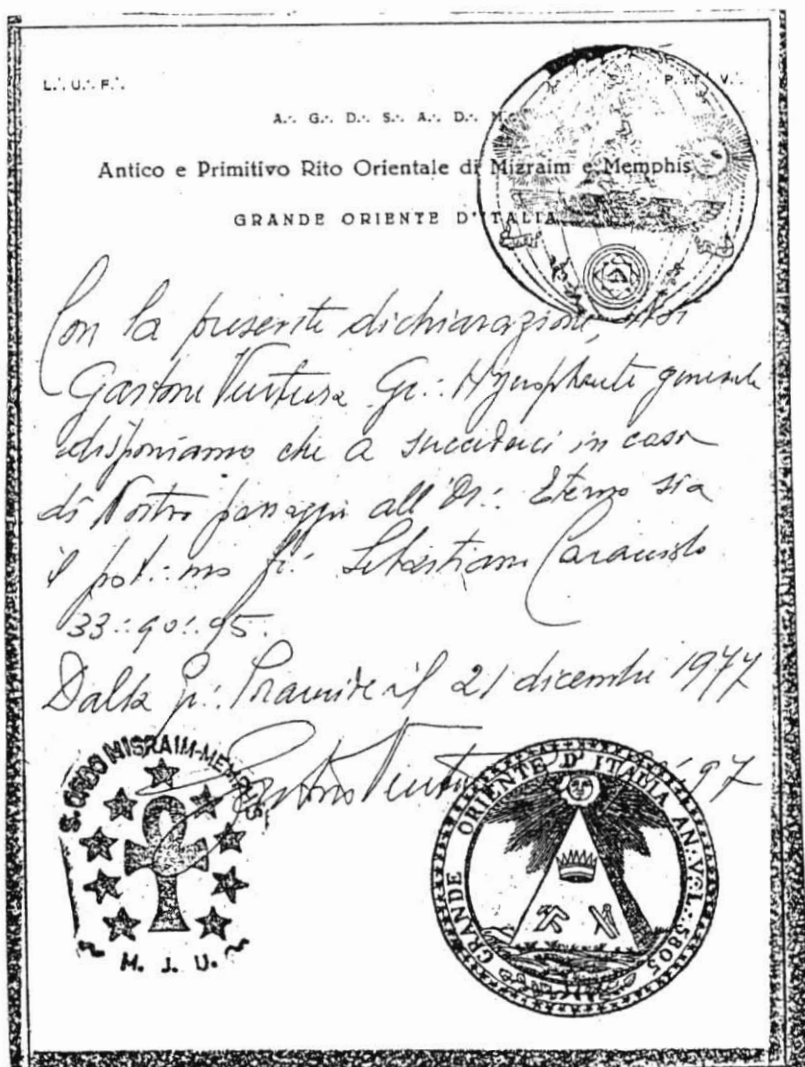 L∴ U∴ F∴
P∴ T∴ V∴
A∴ G∴ D∴ S∴ A∴ D∴ M∴
Antico e Primitivo Rito Orientale di Mizraim e Memphis
GRANDE ORIENTE D'ITALIA
Con la presente dichiarazione, Noi
Gastone Ventura Gr∴ Hyerophante generale
disponiamo che a succederci in caso
di Nostro passaggio all'Or∴ Eterno sia
il pot∴mo fr∴ Sebastiano Caracciolo
33∴90∴95.
Dalla Gr∴ Piramide il 21 dicembre 1977
Gastone Ventura 97
S. ORDO MISRAIM-MEMPHIS
M. J. U.
GRANDE ORIENTE D'ITALIA AN∴ V∴L∴ 5805